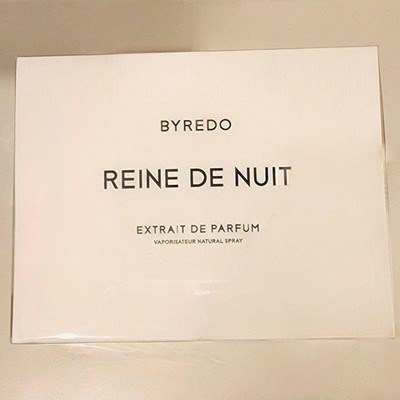 BYREDO
REINE DE NUIT
EXTRAIT DE PARFUM
VAPORISATEUR NATURAL SPRAY